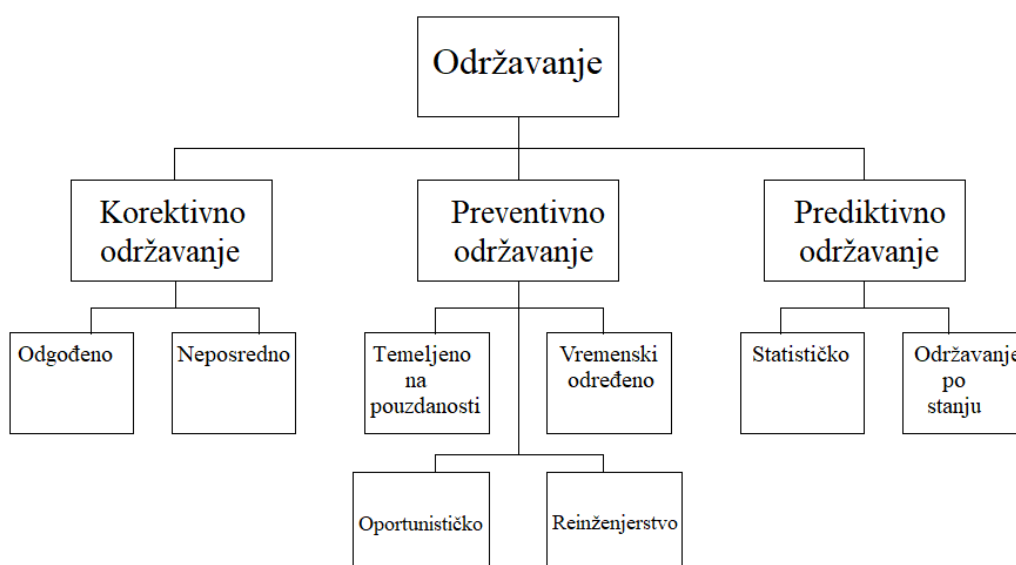 Održavanje
Korektivno
održavanje
Preventivno
održavanje
Prediktivno
održavanje
Odgođeno
Neposredno
Temeljeno
na
pouzdanosti
Vremenski
određeno
Statističko
Održavanje
po
stanju
Oportunističko
Reinženjerstvo